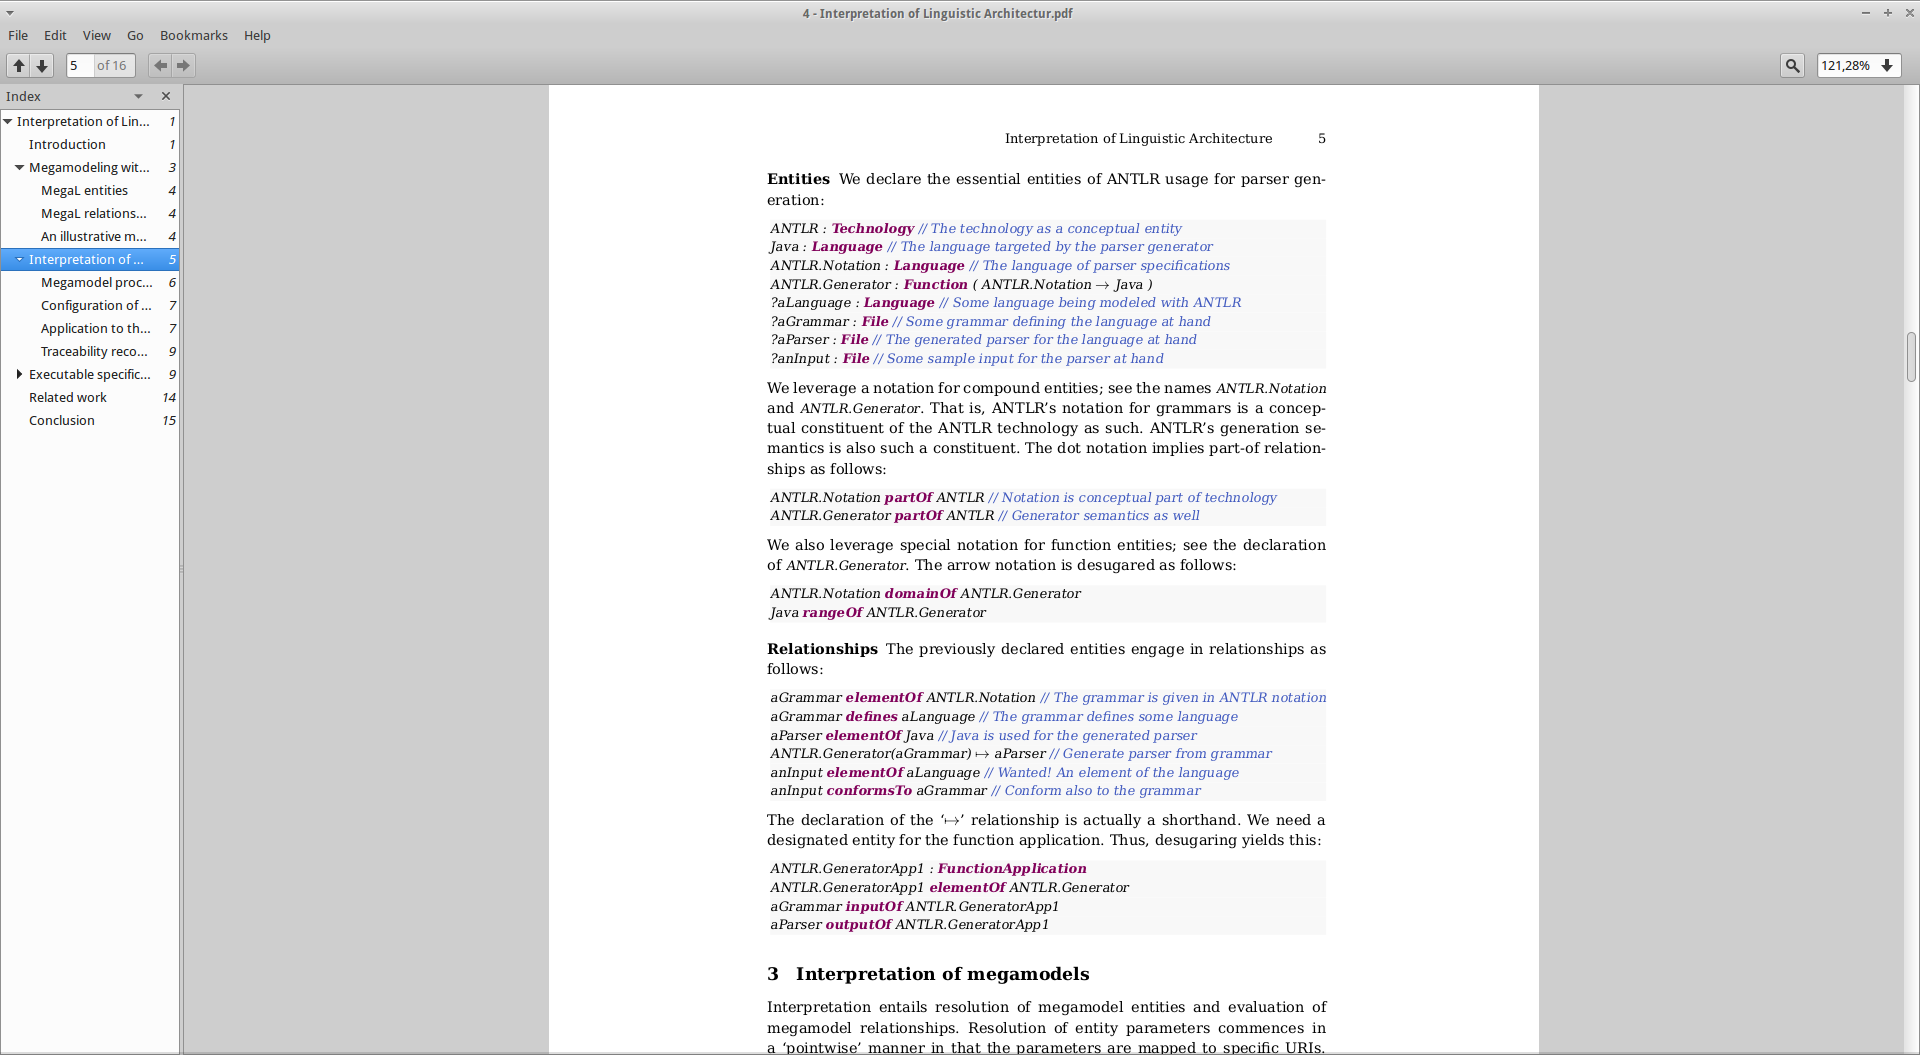 4 - Interpretation of Linguistic Architectur.pdf
File Edit View Go Bookmarks Help
5 of 16
121,28%
Index
Interpretation of Lin... 1
Introduction 1
Megamodeling wit... 3
MegaL entities 4
MegaL relations... 4
An illustrative m... 4
Interpretation of ... 5
Megamodel proc... 6
Configuration of ... 7
Application to th... 7
Traceability reco... 9
Executable specific... 9
Related work 14
Conclusion 15
Interpretation of Linguistic Architecture 5
Entities We declare the essential entities of ANTLR usage for parser gen-
eration:
ANTLR : Technology // The technology as a conceptual entity
Java : Language // The language targeted by the parser generator
ANTLR.Notation : Language // The language of parser specifications
ANTLR.Generator : Function ( ANTLR.Notation → Java )
?aLanguage : Language // Some language being modeled with ANTLR
?aGrammar : File // Some grammar defining the language at hand
?aParser : File // The generated parser for the language at hand
?anInput : File // Some sample input for the parser at hand
We leverage a notation for compound entities; see the names ANTLR.Notation
and ANTLR.Generator. That is, ANTLR’s notation for grammars is a concep-
tual constituent of the ANTLR technology as such. ANTLR’s generation se-
mantics is also such a constituent. The dot notation implies part-of relation-
ships as follows:
ANTLR.Notation partOf ANTLR // Notation is conceptual part of technology
ANTLR.Generator partOf ANTLR // Generator semantics as well
We also leverage special notation for function entities; see the declaration
of ANTLR.Generator. The arrow notation is desugared as follows:
ANTLR.Notation domainOf ANTLR.Generator
Java rangeOf ANTLR.Generator
Relationships The previously declared entities engage in relationships as
follows:
aGrammar elementOf ANTLR.Notation // The grammar is given in ANTLR notation
aGrammar defines aLanguage // The grammar defines some language
aParser elementOf Java // Java is used for the generated parser
ANTLR.Generator(aGrammar) ↦ aParser // Generate parser from grammar
anInput elementOf aLanguage // Wanted! An element of the language
anInput conformsTo aGrammar // Conform also to the grammar
The declaration of the ‘↦’ relationship is actually a shorthand. We need a
designated entity for the function application. Thus, desugaring yields this:
ANTLR.GeneratorApp1 : FunctionApplication
ANTLR.GeneratorApp1 elementOf ANTLR.Generator
aGrammar inputOf ANTLR.GeneratorApp1
aParser outputOf ANTLR.GeneratorApp1
3 Interpretation of megamodels
Interpretation entails resolution of megamodel entities and evaluation of
megamodel relationships. Resolution of entity parameters commences in
a ‘pointwise’ manner in that the parameters are mapped to specific URIs.